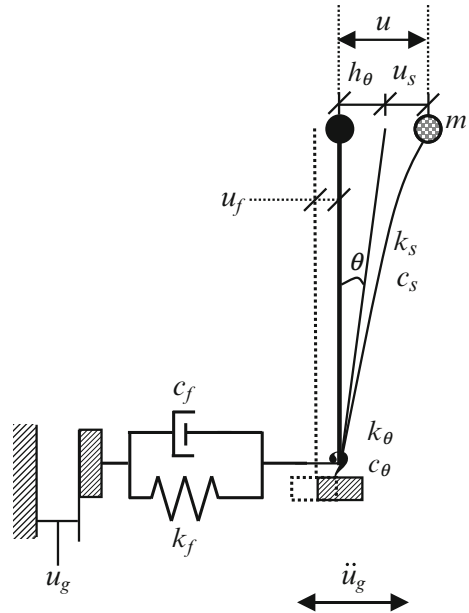 u
h_θ u_s
m
u_f
k_s
θ
c_s
c_f
k_θ
c_θ
k_f
u_g
ü_g